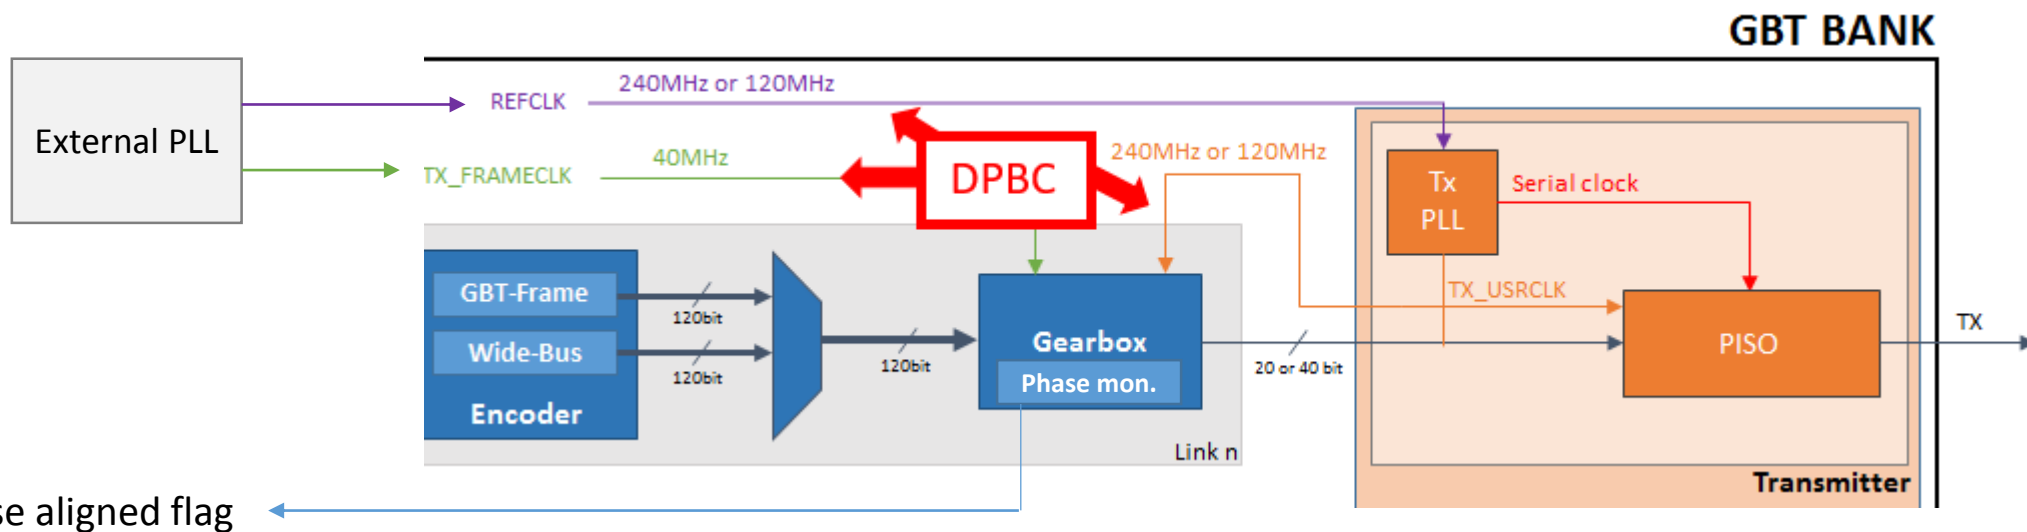 GBT BANK
External PLL
REFCLK
240MHz or 120MHz
TX_FRAMECLK
40MHz
DPBC
240MHz or 120MHz
Tx
PLL
Serial clock
TX_USRCLK
GBT-Frame
120bit
Wide-Bus
120bit
Encoder
120bit
Gearbox
Phase mon.
20 or 40 bit
PISO
TX
Link n
Transmitter
se aligned flag